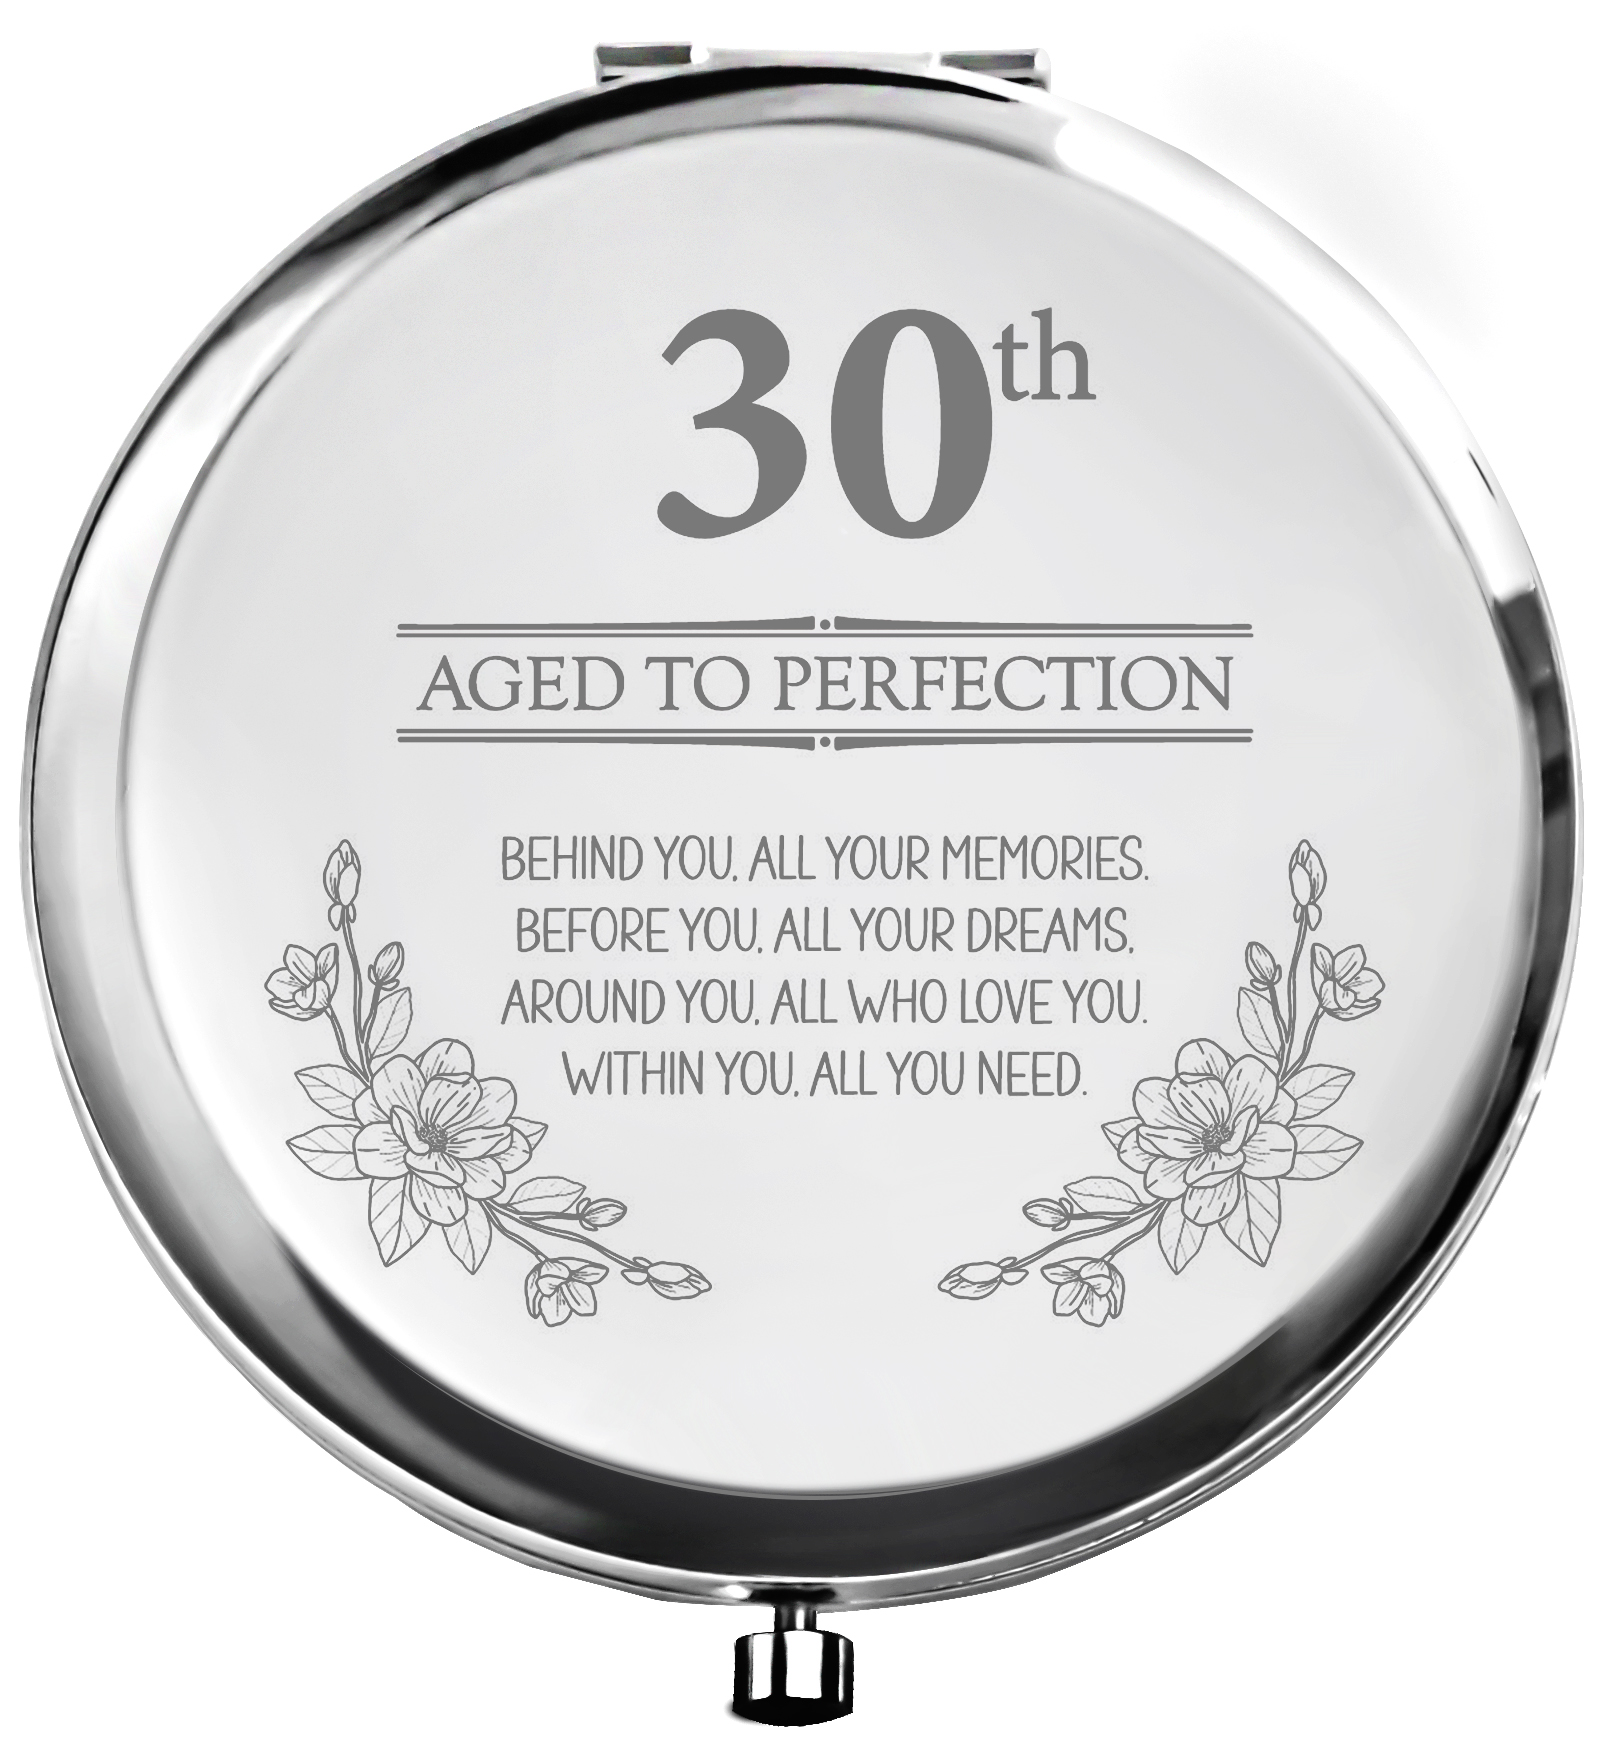 30th
AGED TO PERFECTION
BEHIND YOU, ALL YOUR MEMORIES.
BEFORE YOU, ALL YOUR DREAMS,
AROUND YOU, ALL WHO LOVE YOU.
WITHIN YOU, ALL YOU NEED.